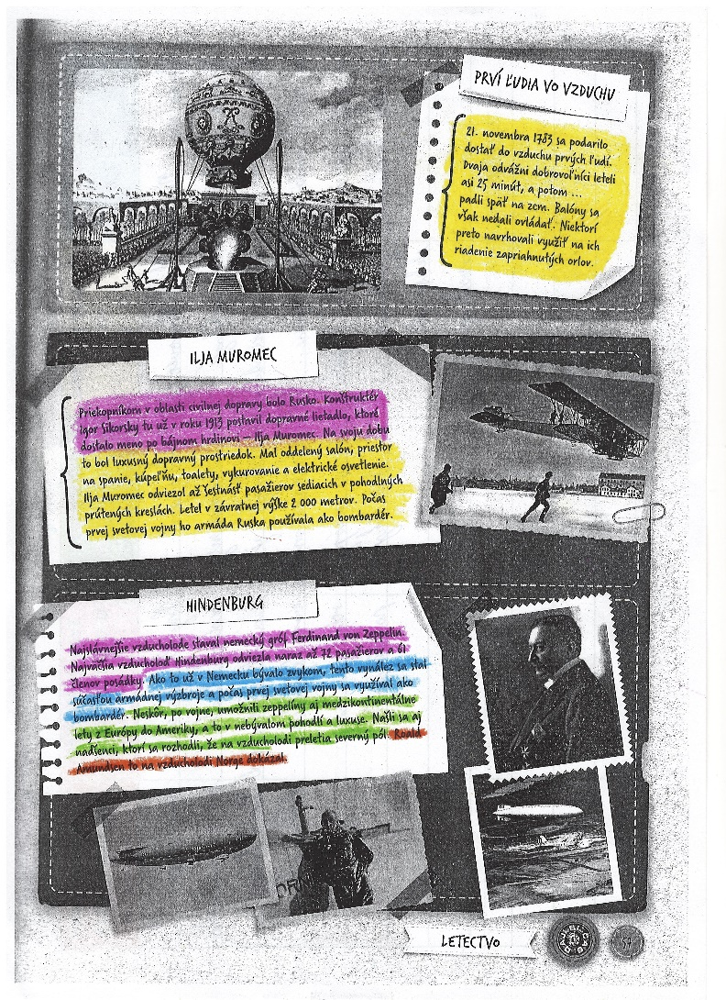 PRVÍ ĽUDIA VO VZDUCHU
21. novembra 1783 sa podarilo
dostať do vzduchu prvých ľudí.
Dvaja odvážni dobrovoľníci leteli
asi 25 minút, a potom ...
padli späť na zem. Balóny sa
však nedali ovládať. Niektorí
preto navrhovali využiť na ich
riadenie zapriahnutých orlov.
ILJA MUROMEC
Priekopníkom v oblasti civilnej dopravy bolo Rusko. Konštruktér
Igor Sikorsky tu už v roku 1913 postavil dopravné lietadlo, ktoré
dostalo meno po bájnom hrdinovi – Ilja Muromec. Na svoju dobu
to bol luxusný dopravný prostriedok. Mal oddelený salón, priestor
na spanie, kúpeľňu, toalety, vykurovanie a elektrické osvetlenie.
Ilja Muromec odviezol až šestnásť pasažierov sediacich v pohodlných
prútených kreslách. Letel v závratnej výške 2 000 metrov. Počas
prvej svetovej vojny ho armáda Ruska používala ako bombardér.
HINDENBURG
Najslávnejšie vzducholode staval nemecký gróf Ferdinand von Zeppelin.
Najväčšia vzducholoď Hindenburg odviezla naraz až 72 pasažierov a 61
členov posádky. Ako to už v Nemecku bývalo zvykom, tento vynález sa stal
súčasťou armádnej výzbroje a počas prvej svetovej vojny sa využíval ako
bombardér. Neskôr, po vojne, umožnili zeppelíny aj medzikontinentálne
lety z Európy do Ameriky, a to v nebývalom pohodlí a luxuse. Našli sa aj
nadšenci, ktorí sa rozhodli, že na vzducholodi preletia severný pól. Roald
Amundsen to na vzducholodi Norge dokázal.
LETECTVO
57